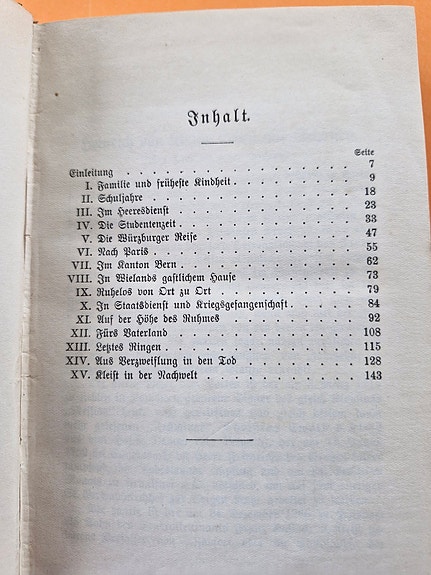 Inhalt.
Seite
Einleitung . . . . . . . . . . . . . . . 7
I. Familie und früheste Kindheit . . . . . . . . . 9
II. Schuljahre . . . . . . . . . . . . . . 18
III. Im Heeresdienst . . . . . . . . . . . . 23
IV. Die Studentenzeit . . . . . . . . . . . . 33
V. Die Würzburger Reise . . . . . . . . . . 47
VI. Nach Paris . . . . . . . . . . . . . . 55
VII. Im Kanton Bern . . . . . . . . . . . . 62
VIII. In Wielands gastlichem Hause . . . . . . . . 73
IX. Ruhelos von Ort zu Ort . . . . . . . . . . 79
X. In Staatsdienst und Kriegsgefangenschaft . . . . . 84
XI. Auf der Höhe des Ruhmes . . . . . . . . . 92
XII. Fürs Vaterland . . . . . . . . . . . . 108
XIII. Letztes Ringen . . . . . . . . . . . . 115
XIV. Aus Verzweiflung in den Tod . . . . . . . . 128
XV. Kleist in der Nachwelt . . . . . . . . . . 143